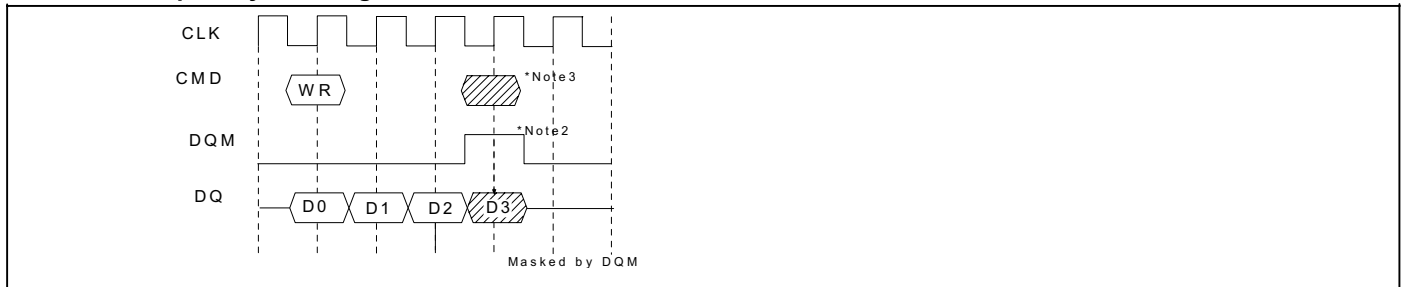 CLK
CMD
WR
*Note3
DQM
*Note2
DQ
D0 D1 D2 D3
Masked by DQM